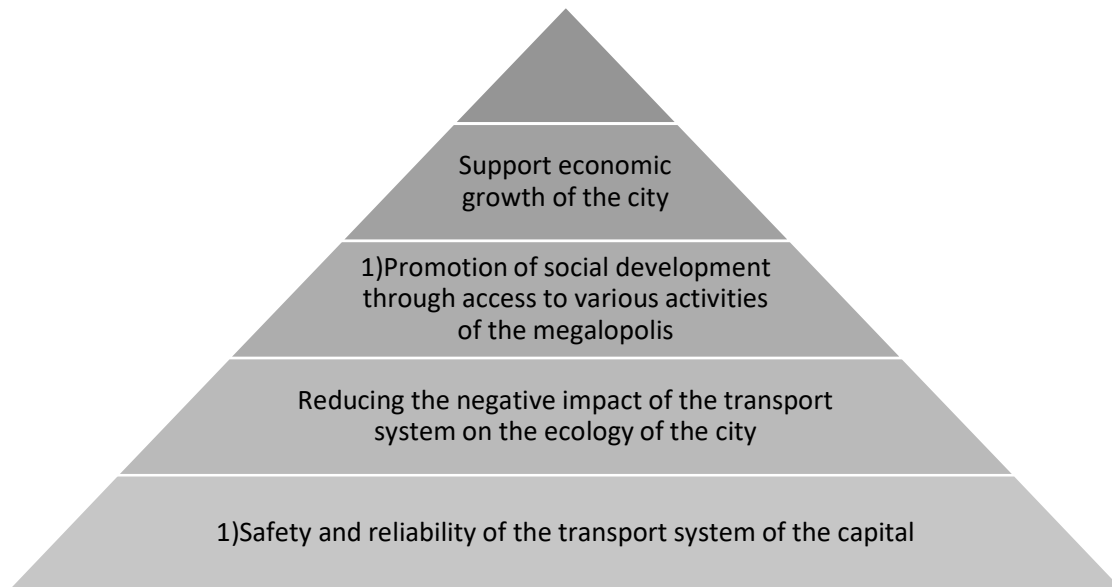 Support economic
growth of the city
1)Promotion of social development
through access to various activities
of the megalopolis
Reducing the negative impact of the transport
system on the ecology of the city
1)Safety and reliability of the transport system of the capital